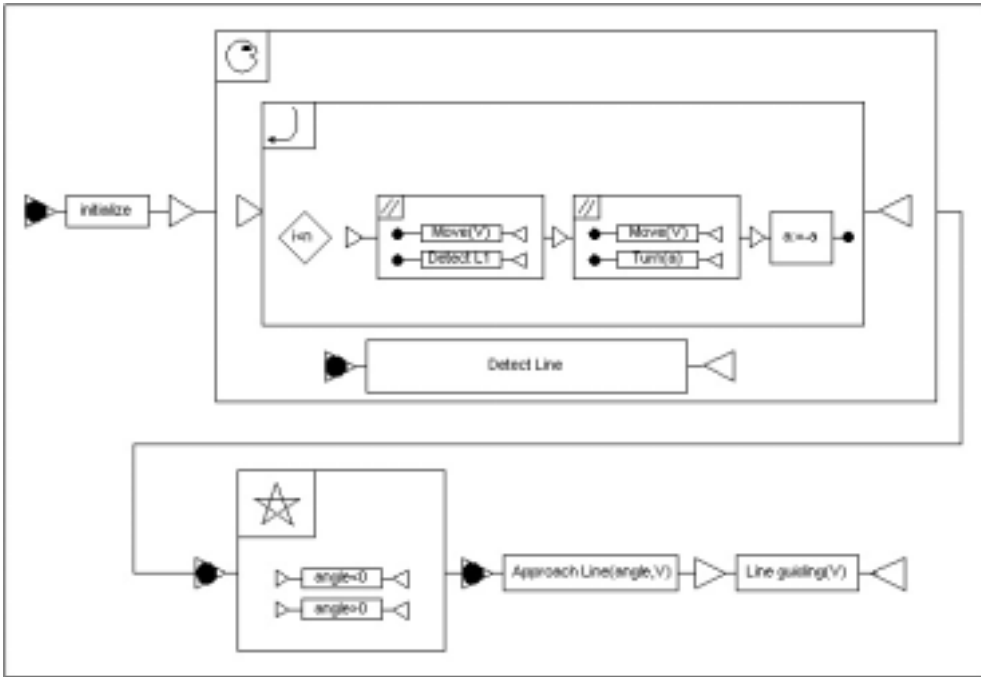 initialize
i<n
//
Move(V)
Detect L1
//
Move(V)
Turn(a)
a:=-a
Detect Line
angle<0
angle>0
Approach Line(angle,V)
Line guiding(V)